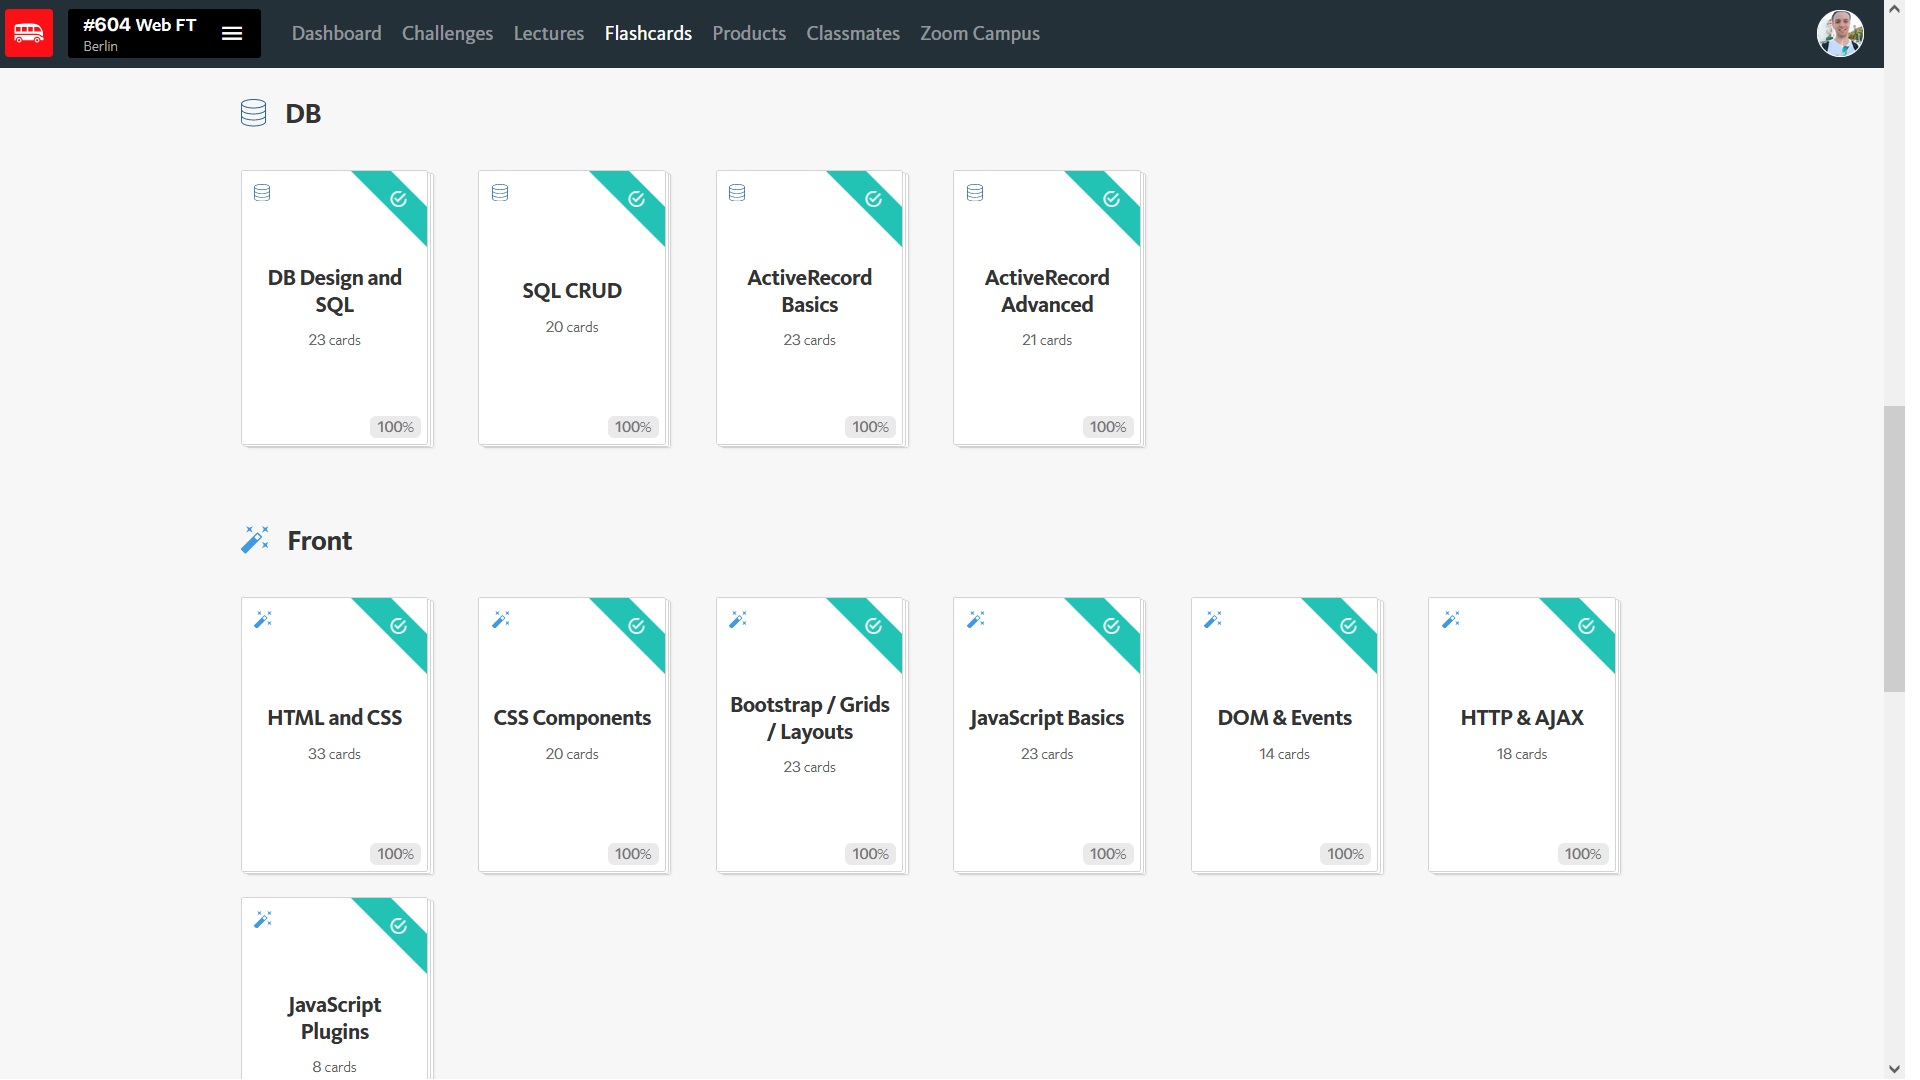 #604 Web FT
Berlin
Dashboard Challenges Lectures Flashcards Products Classmates Zoom Campus
DB
DB Design and
SQL
23 cards
100%
SQL CRUD
20 cards
100%
ActiveRecord
Basics
23 cards
100%
ActiveRecord
Advanced
21 cards
100%
Front
HTML and CSS
33 cards
100%
CSS Components
20 cards
100%
Bootstrap / Grids
/ Layouts
23 cards
100%
JavaScript Basics
23 cards
100%
DOM & Events
14 cards
100%
HTTP & AJAX
18 cards
100%
JavaScript
Plugins
8 cards